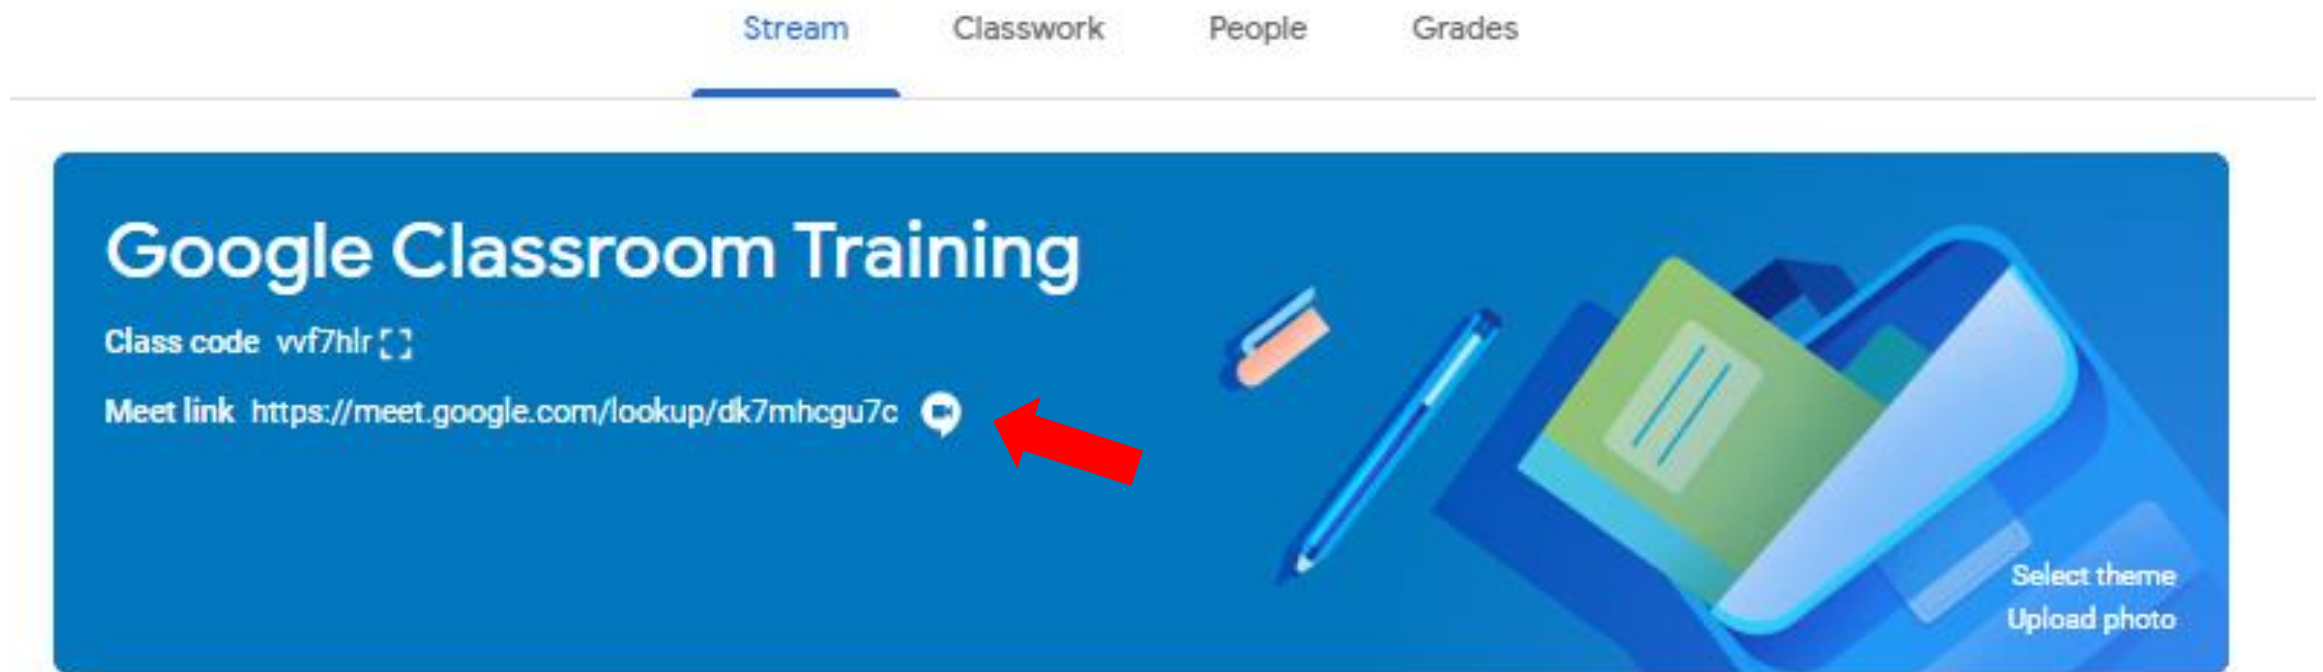 Stream Classwork People Grades
Google Classroom Training
Class code vvf7hlr
Meet link https://meet.google.com/lookup/dk7mhcgu7c
Select theme
Upload photo